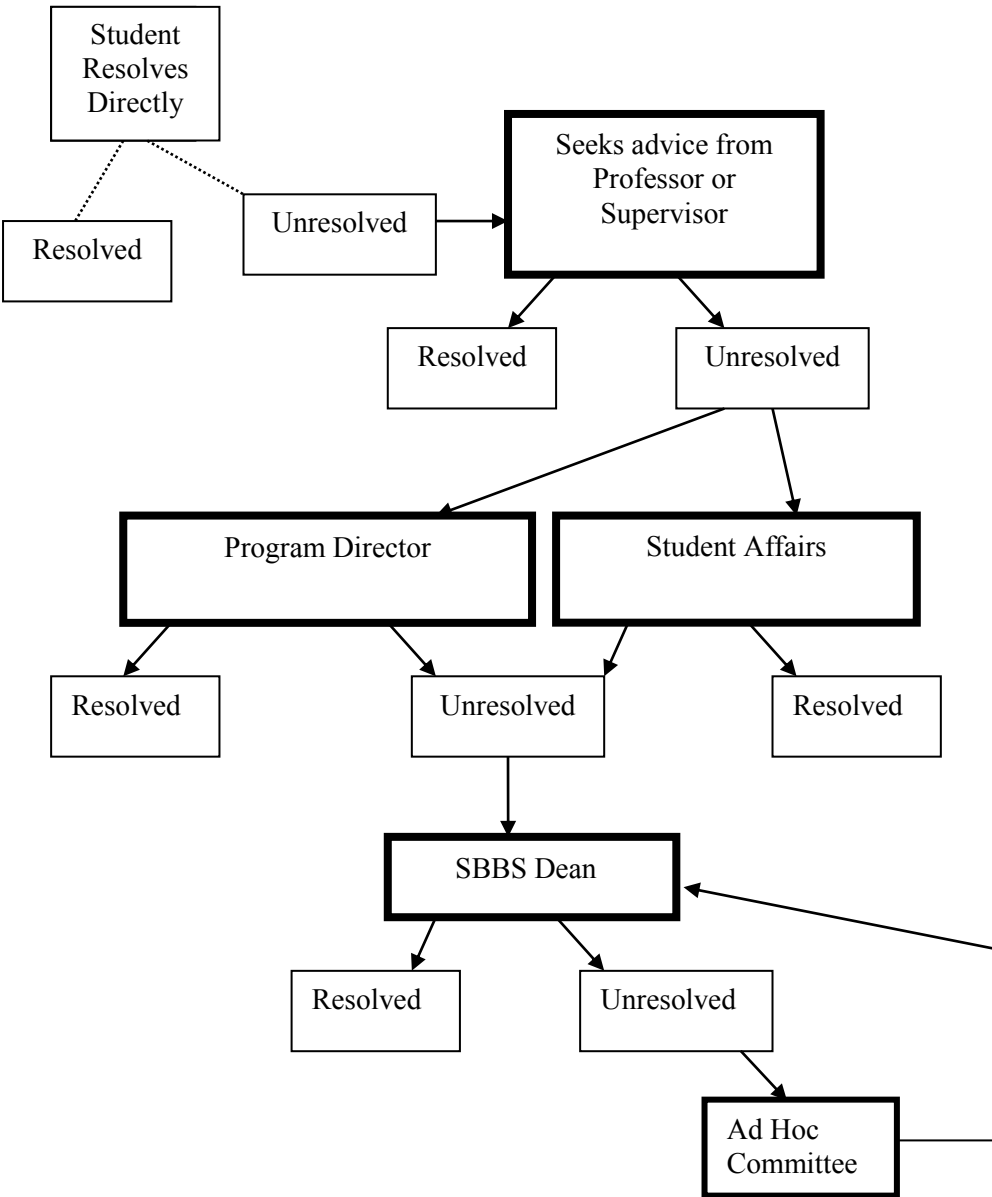 Student
Resolves
Directly
Seeks advice from
Professor or
Supervisor
Resolved
Unresolved
Resolved
Unresolved
Program Director
Student Affairs
Resolved
Unresolved
Resolved
SBBS Dean
Resolved
Unresolved
Ad Hoc
Committee